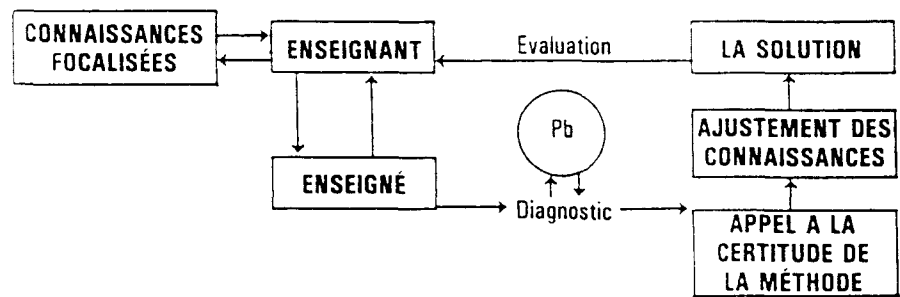 CONNAISSANCES
FOCALISÉES
ENSEIGNANT
Evaluation
LA SOLUTION
Pb
AJUSTEMENT DES
CONNAISSANCES
ENSEIGNÉ
Diagnostic
APPEL A LA
CERTITUDE DE
LA MÉTHODE